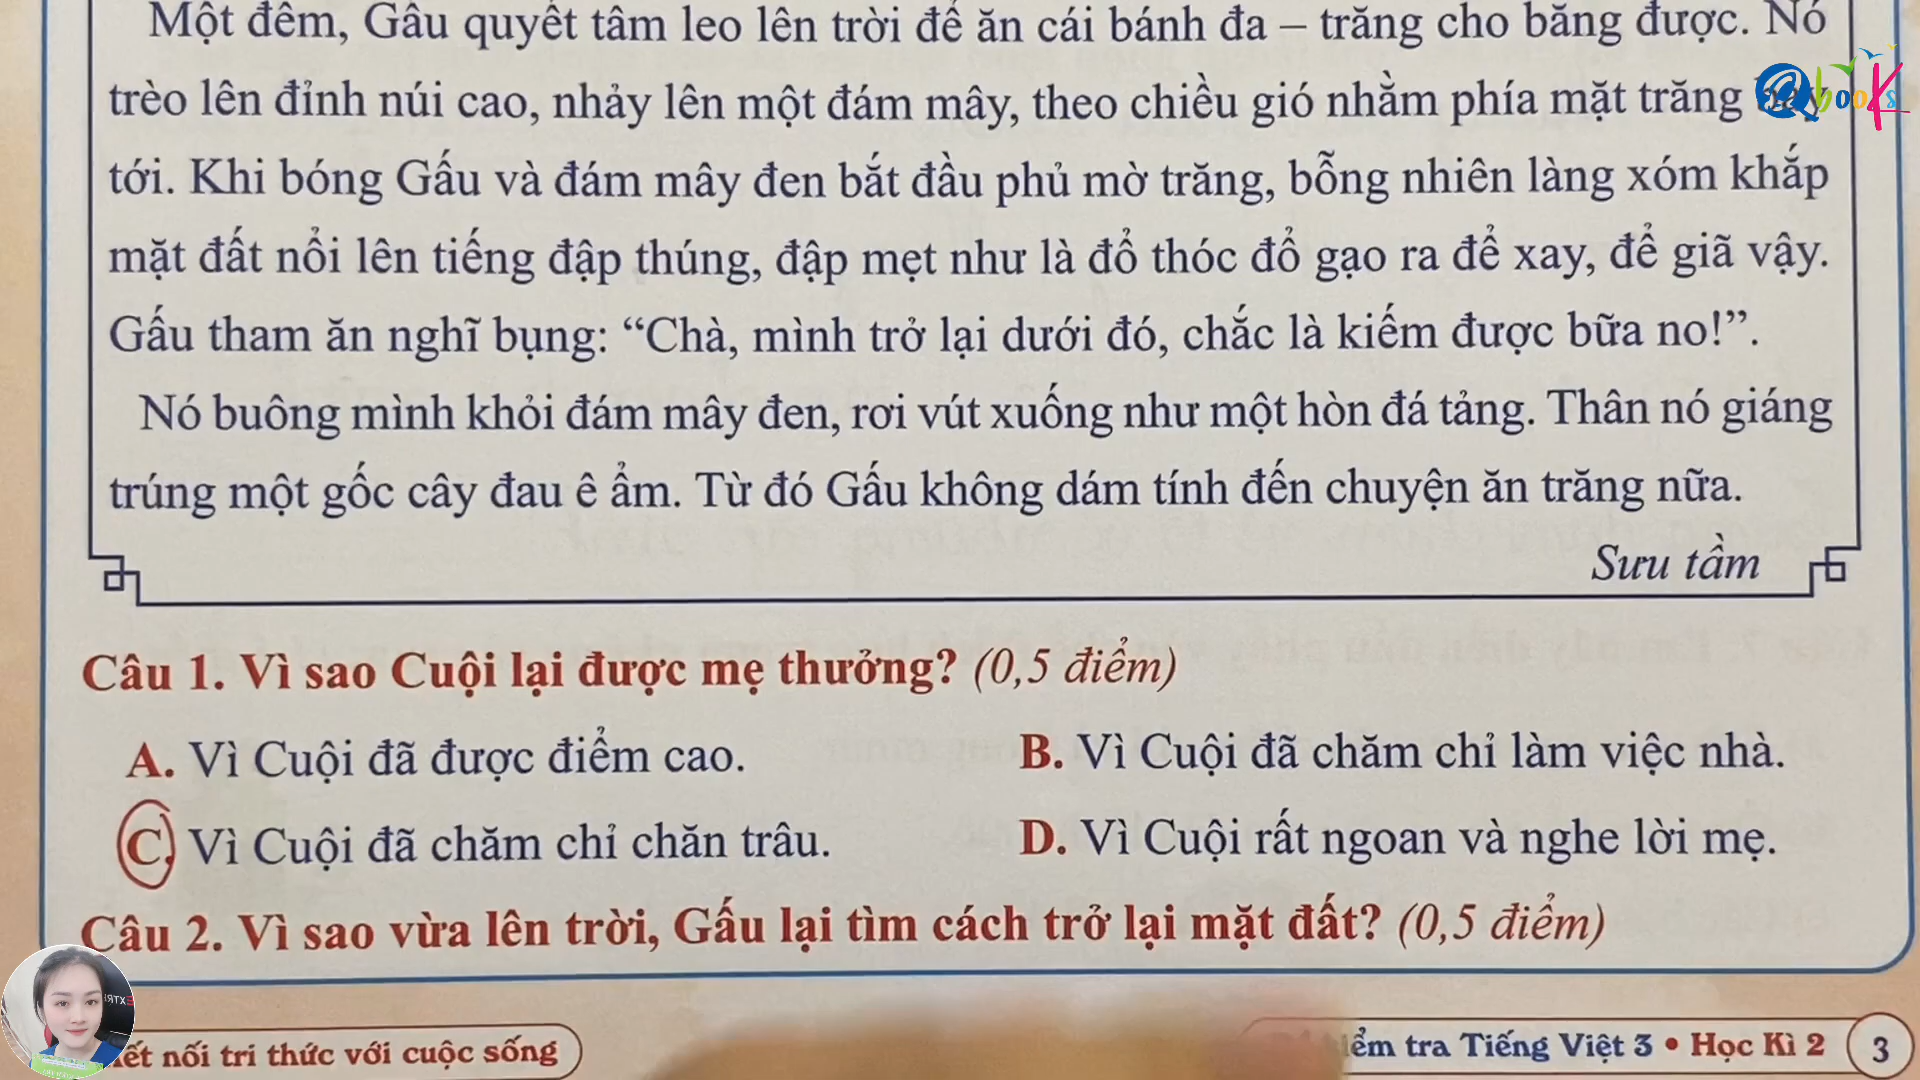 Một đêm, Gấu quyết tâm leo lên trời để ăn cái bánh đa – trăng cho bằng được. Nó
trèo lên đỉnh núi cao, nhảy lên một đám mây, theo chiều gió nhằm phía mặt trăng bay
Qbooks
tới. Khi bóng Gấu và đám mây đen bắt đầu phủ mờ trăng, bỗng nhiên làng xóm khắp
mặt đất nổi lên tiếng đập thúng, đập mẹt như là đổ thóc đổ gạo ra để xay, để giã vậy.
Gấu tham ăn nghĩ bụng: “Chà, mình trở lại dưới đó, chắc là kiếm được bữa no!”.
Nó buông mình khỏi đám mây đen, rơi vút xuống như một hòn đá tảng. Thân nó giáng
trúng một gốc cây đau ê ẩm. Từ đó Gấu không dám tính đến chuyện ăn trăng nữa.
Sưu tầm
Câu 1. Vì sao Cuội lại được mẹ thưởng? (0,5 điểm)
A. Vì Cuội đã được điểm cao.
B. Vì Cuội đã chăm chỉ làm việc nhà.
C. Vì Cuội đã chăm chỉ chăn trâu.
D. Vì Cuội rất ngoan và nghe lời mẹ.
Câu 2. Vì sao vừa lên trời, Gấu lại tìm cách trở lại mặt đất? (0,5 điểm)
nối tri thức với cuộc sống
Tiếng Việt 3 • Học Kì 2
3